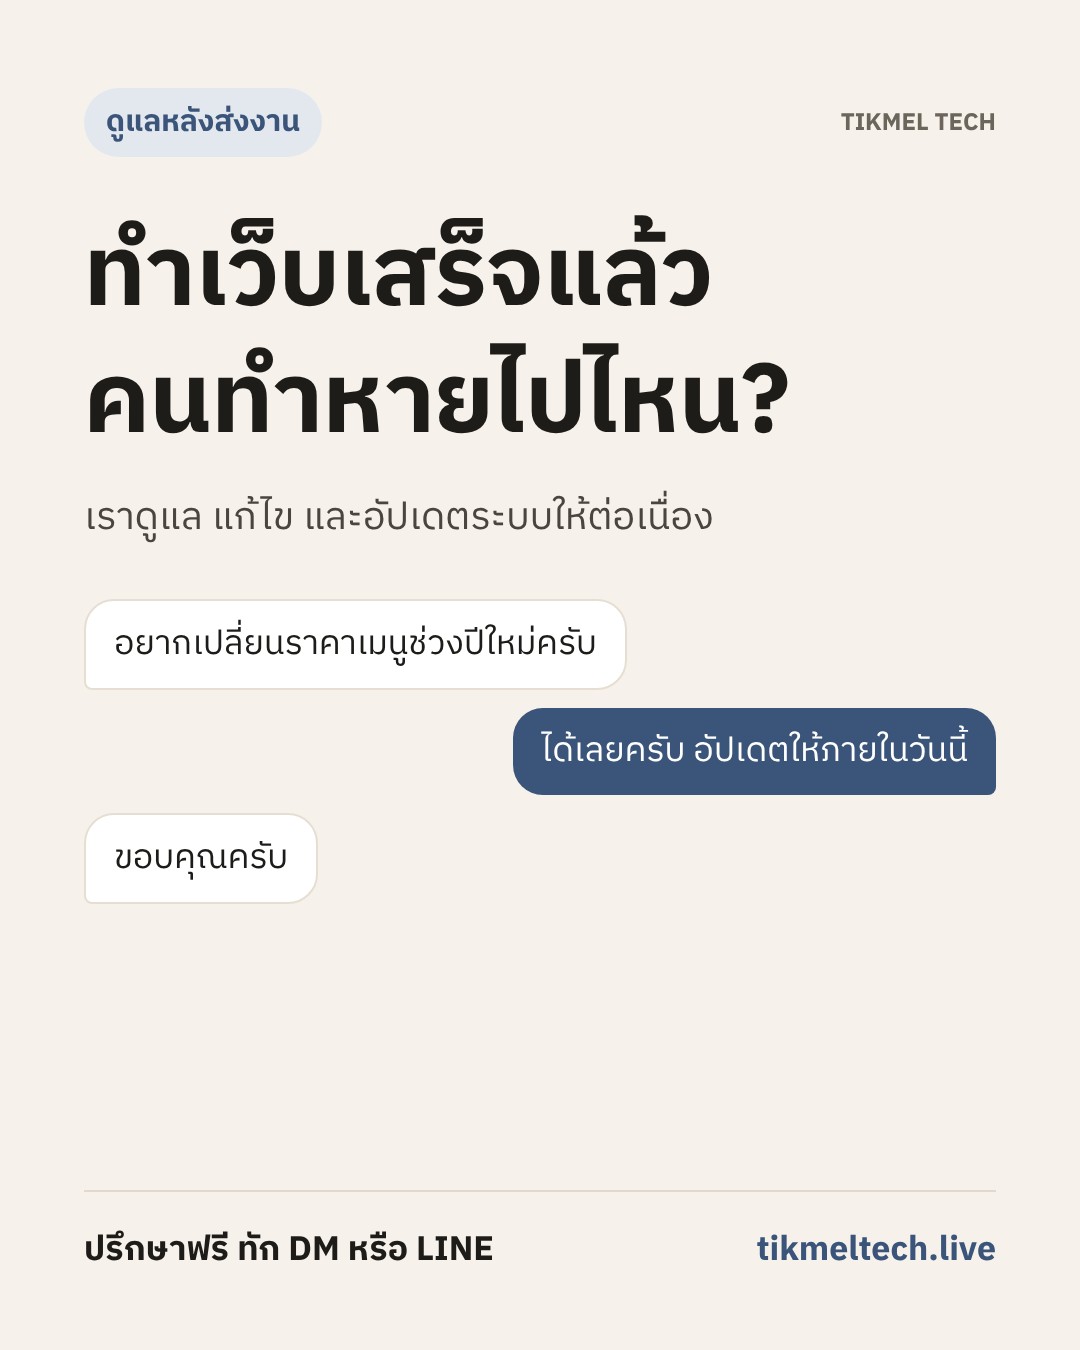 ดูแลหลังส่งงาน
TIKMEL TECH
ทำเว็บเสร็จแล้ว
คนทำหายไปไหน?
เราดูแล แก้ไข และอัปเดตระบบให้ต่อเนื่อง
อยากเปลี่ยนราคาเมนูช่วงปีใหม่ครับ
ได้เลยครับ อัปเดตให้ภายในวันนี้
ขอบคุณครับ
ปรึกษาฟรี ทัก DM หรือ LINE
tikmeltech.live